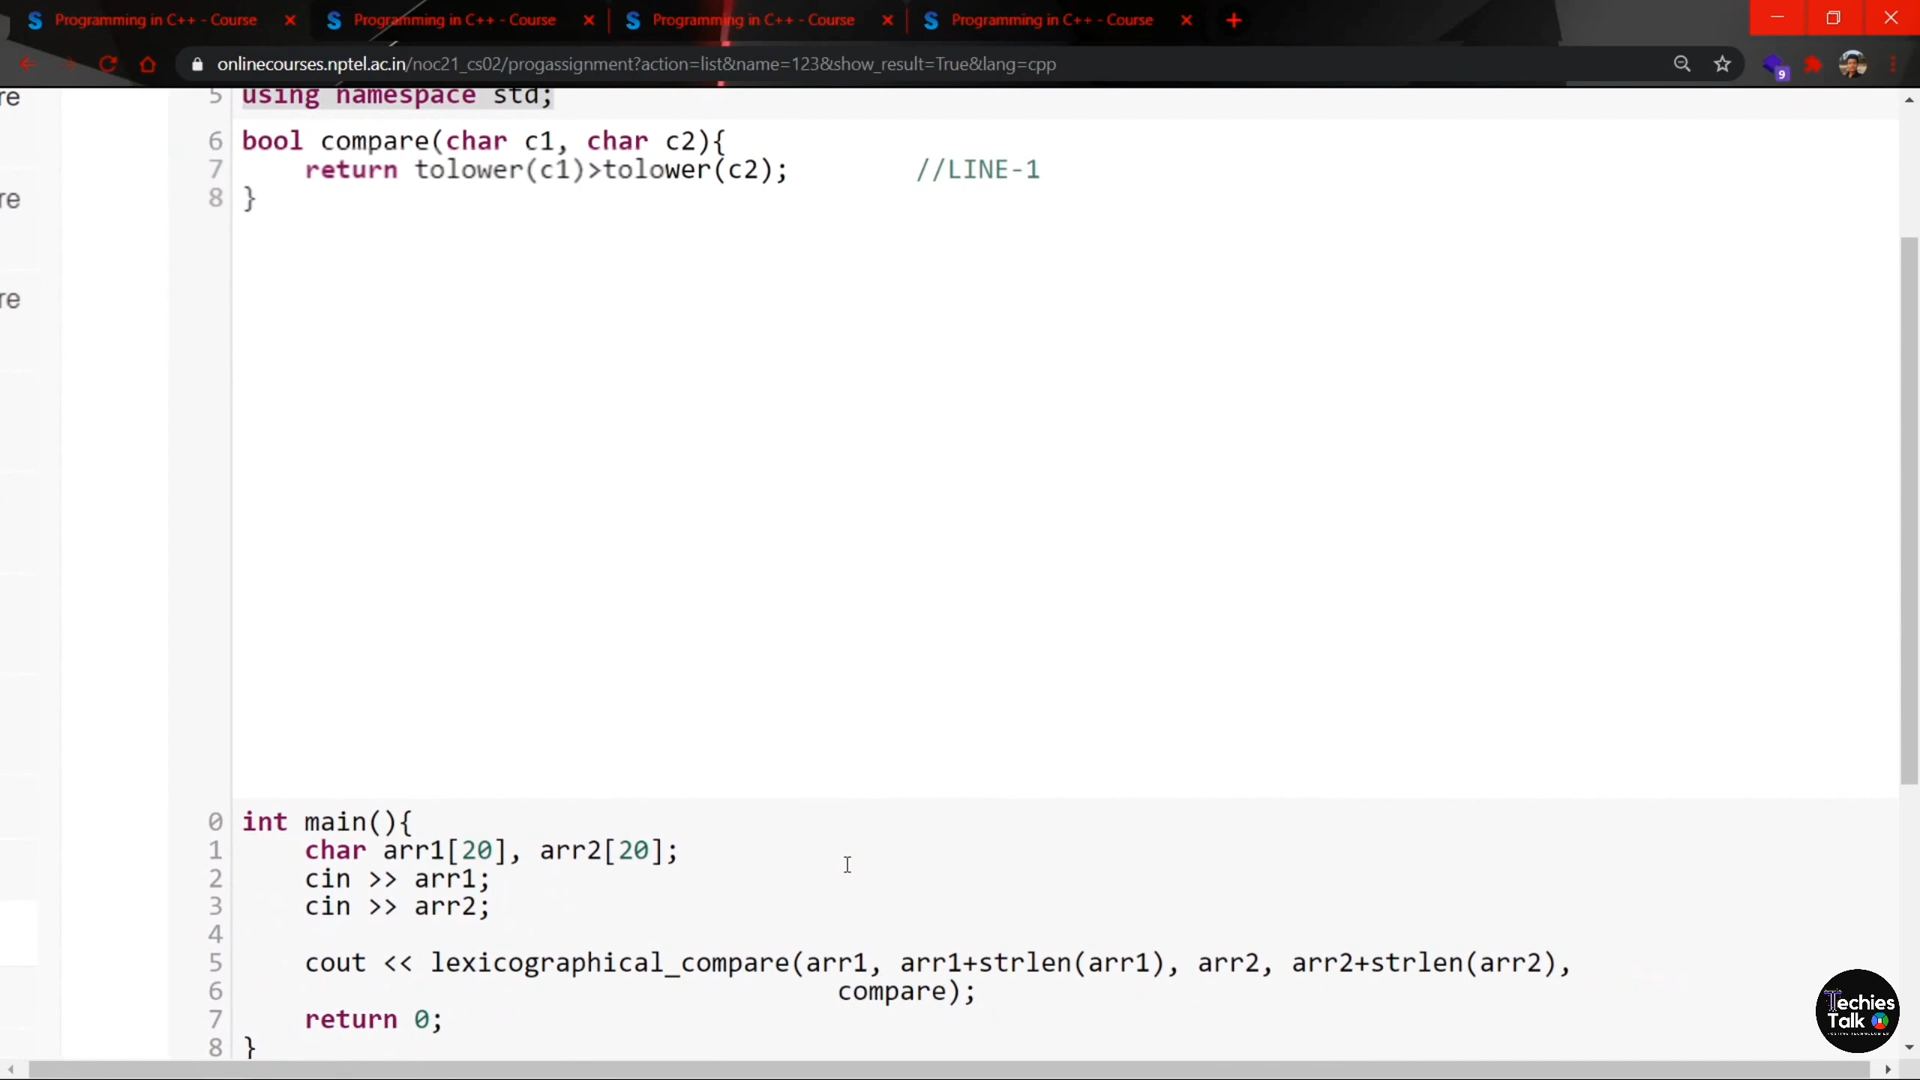 Programming in C++ - Course
Programming in C++ - Course
Programming in C++ - Course
Programming in C++ - Course
onlinecourses.nptel.ac.in/noc21_cs02/progassignment?action=list&name=123&show_result=True&lang=cpp
9
re
re
re
5 using namespace std;
6 bool compare(char c1, char c2){
7 return tolower(c1)>tolower(c2); //LINE-1
8 }
0 int main(){
1 char arr1[20], arr2[20];
2 cin >> arr1;
3 cin >> arr2;
4
5 cout << lexicographical_compare(arr1, arr1+strlen(arr1), arr2, arr2+strlen(arr2),
6 compare);
7 return 0;
8 }
Techies
Talk